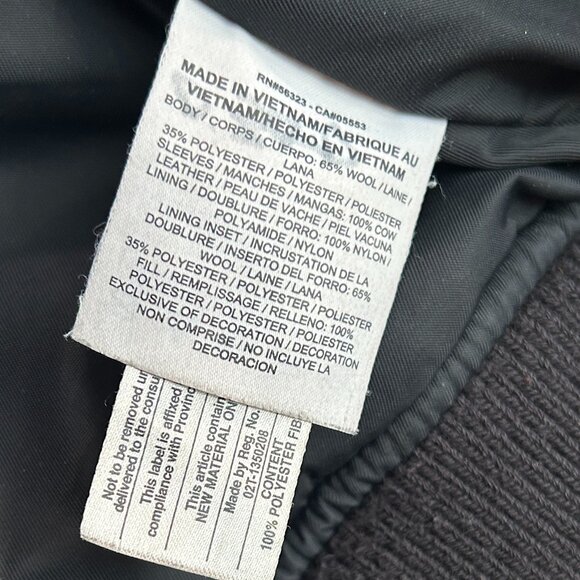 RN#56323 - CA#05553
MADE IN VIETNAM/FABRIQUE AU
VIETNAM/HECHO EN VIETNAM
BODY / CORPS / CUERPO: 65% WOOL / LAINE /
LANA
35% POLYESTER / POLYESTER / POLIESTER
SLEEVES / MANCHES / MANGAS: 100% COW
LEATHER / PEAU DE VACHE / PIEL VACUNA
LINING / DOUBLURE / FORRO: 100% NYLON /
POLYAMIDE / NYLON
LINING INSET / INCRUSTATION DE LA
DOUBLURE / INSERTO DEL FORRO: 65%
WOOL / LAINE / LANA
35% POLYESTER / POLYESTER / POLIESTER
FILL / REMPLISSAGE / RELLENO: 100%
POLYESTER / POLYESTER / POLIESTER
EXCLUSIVE OF DECORATION / DECORATION
NON COMPRISE / NO INCLUYE LA
DECORACION
Not to be removed
delivered to the
This label is affixed
compliance with
This article
NEW MATERIAL
Made by Reg. No.
02T-1350208
CONTENT
100% POLYESTER